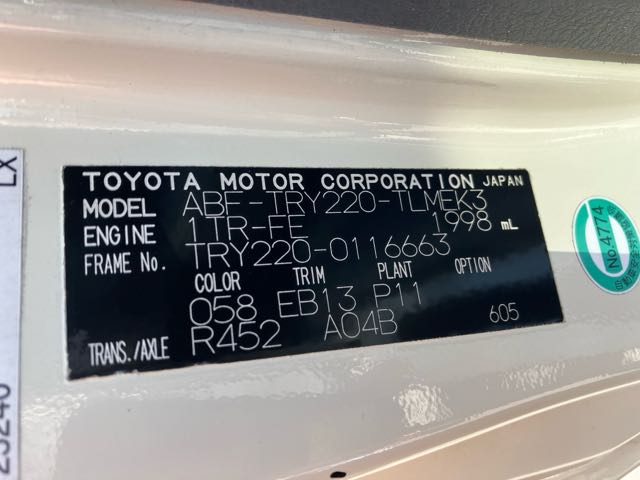 TOYOTA MOTOR CORPORATION JAPAN
MODEL ABF-TRY220-TLMEK3
ENGINE 1TR-FE 1998 mL
FRAME No. TRY220-0116663
COLOR TRIM PLANT OPTION
058 EB13 P11
TRANS./AXLE R452 A04B 605
No.4774
LX